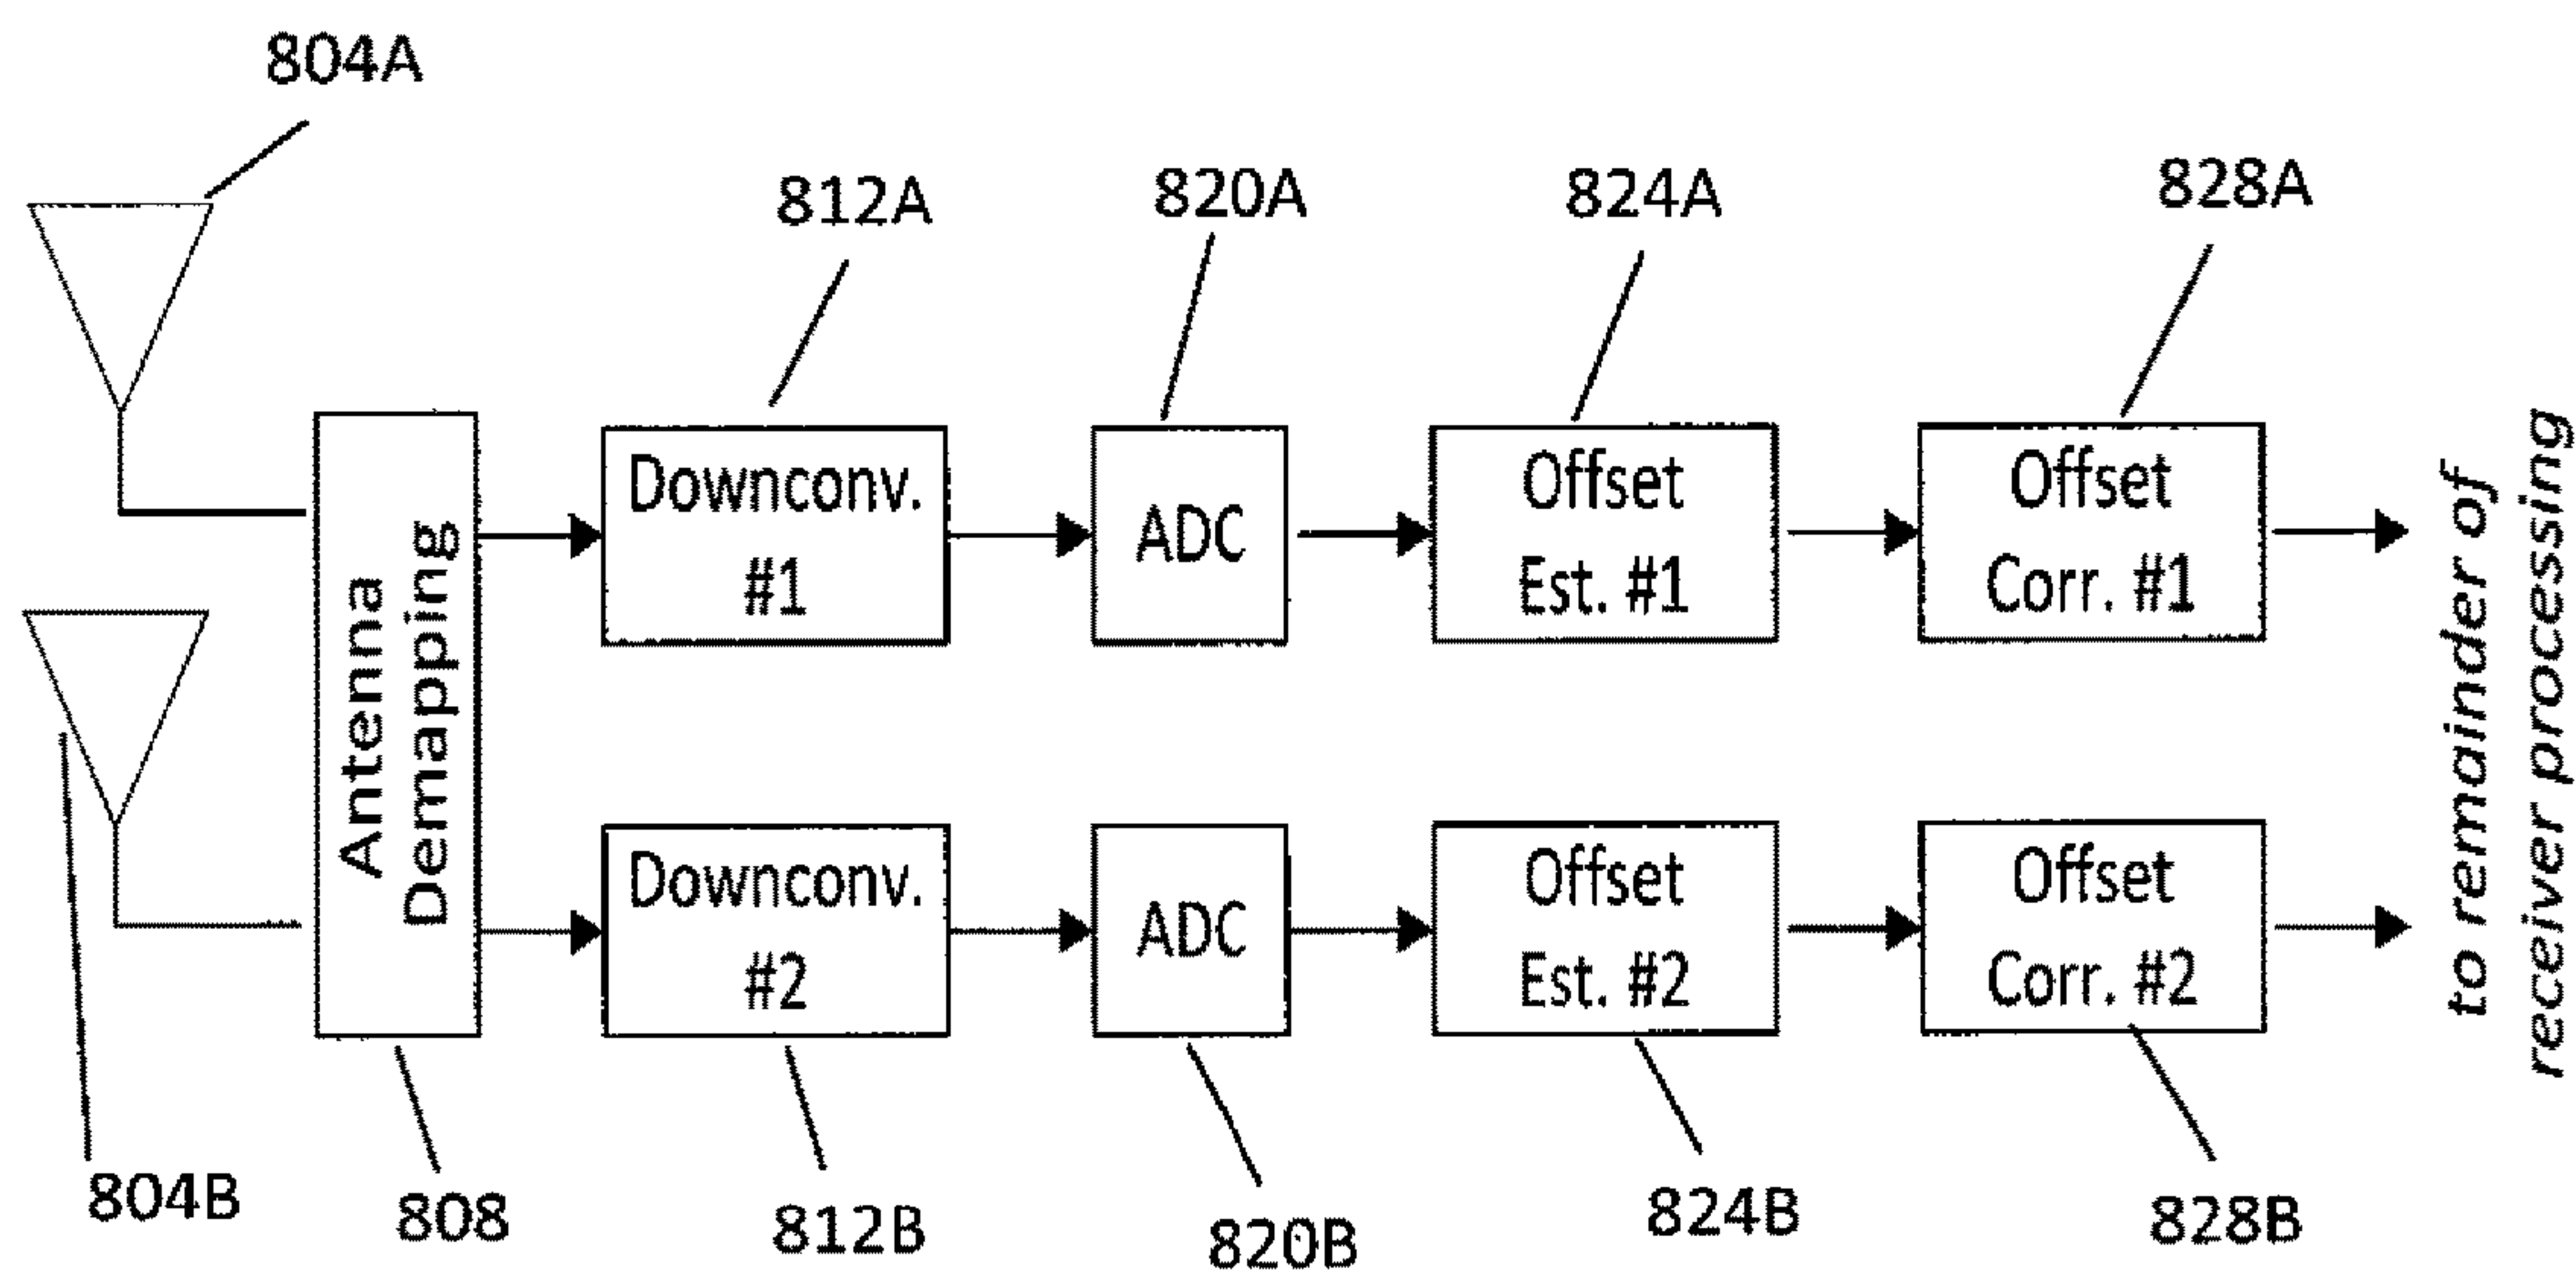 804A
812A
820A
824A
828A
Downconv.
#1
ADC
Offset
Est. #1
Offset
Corr. #1
Antenna
Demapping
Downconv.
#2
ADC
Offset
Est. #2
Offset
Corr. #2
to remainder of
receiver processing
804B
808
812B
820B
824B
828B